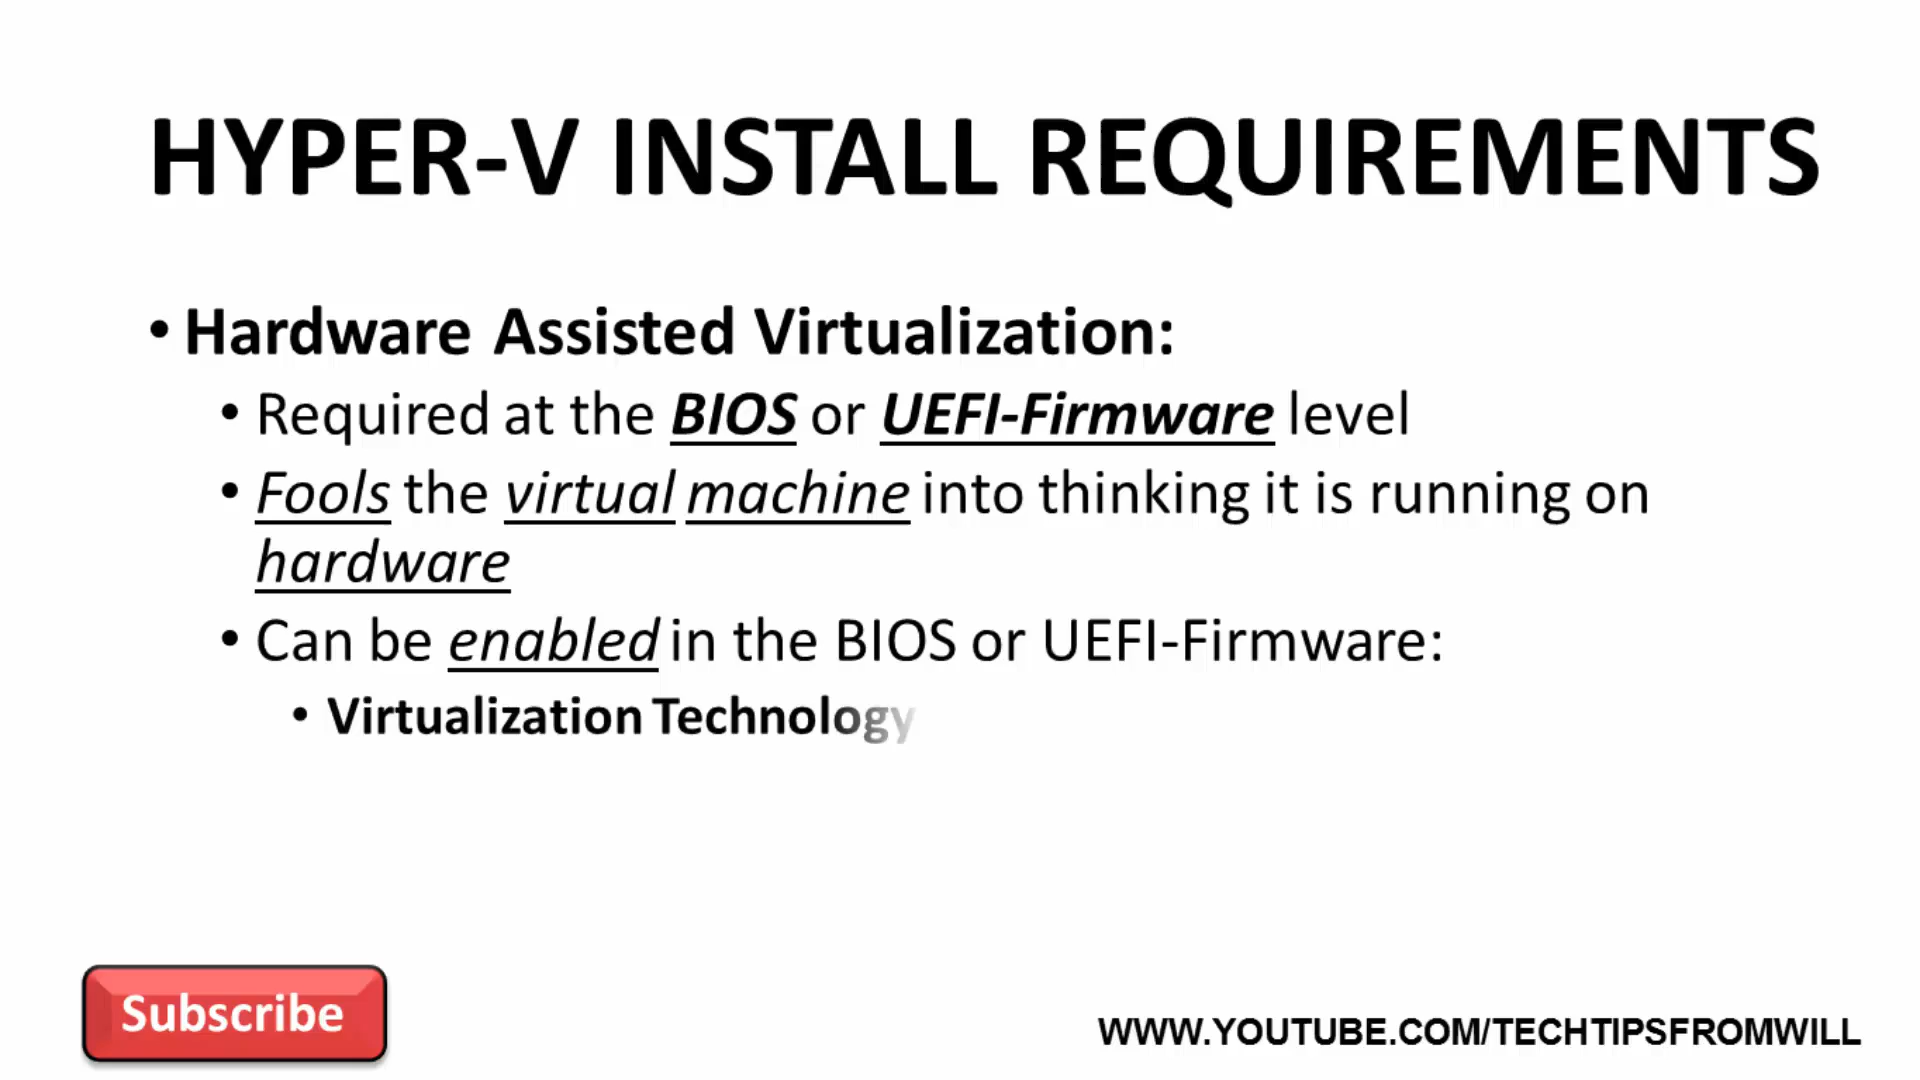 HYPER-V INSTALL REQUIREMENTS
• Hardware Assisted Virtualization:
• Required at the BIOS or UEFI-Firmware level
• Fools the virtual machine into thinking it is running on
hardware
• Can be enabled in the BIOS or UEFI-Firmware:
• Virtualization Technology
Subscribe
WWW.YOUTUBE.COM/TECHTIPSFROMWILL